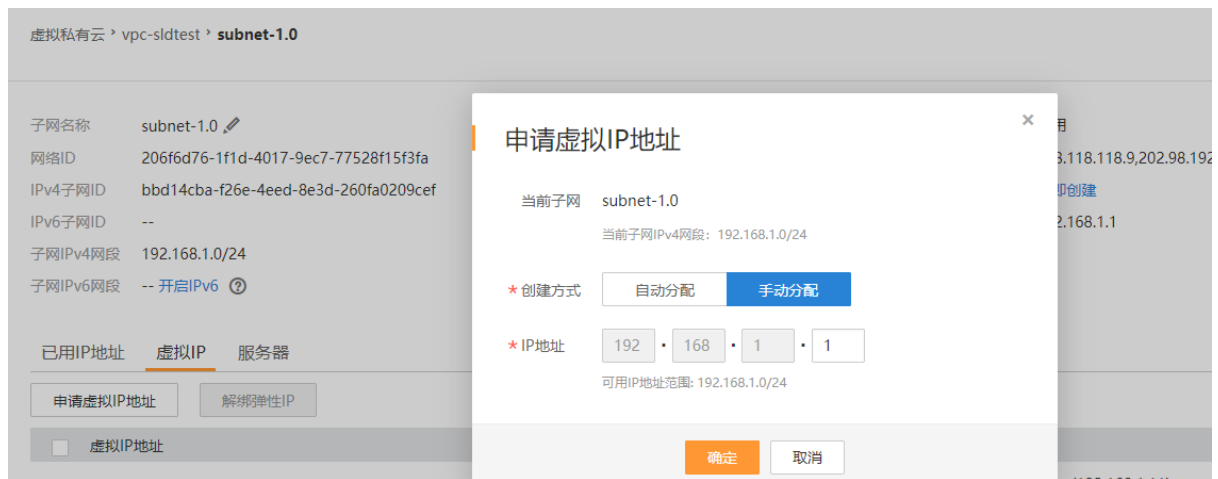 虚拟私有云 › vpc-sldtest › subnet-1.0
子网名称 subnet-1.0
网络ID 206f6d76-1f1d-4017-9ec7-77528f15f3fa
IPv4子网ID bbd14cba-f26e-4eed-8e3d-260fa0209cef
IPv6子网ID --
子网IPv4网段 192.168.1.0/24
子网IPv6网段 -- 开启IPv6 ?
已用IP地址 虚拟IP 服务器
申请虚拟IP地址 解绑弹性IP
虚拟IP地址
申请虚拟IP地址 ×
当前子网 subnet-1.0
当前子网IPv4网段：192.168.1.0/24
* 创建方式 自动分配 手动分配
* IP地址 192 · 168 · 1 · 1
可用IP地址范围: 192.168.1.0/24
确定 取消
用
.118.118.9,202.98.192
即创建
2.168.1.1